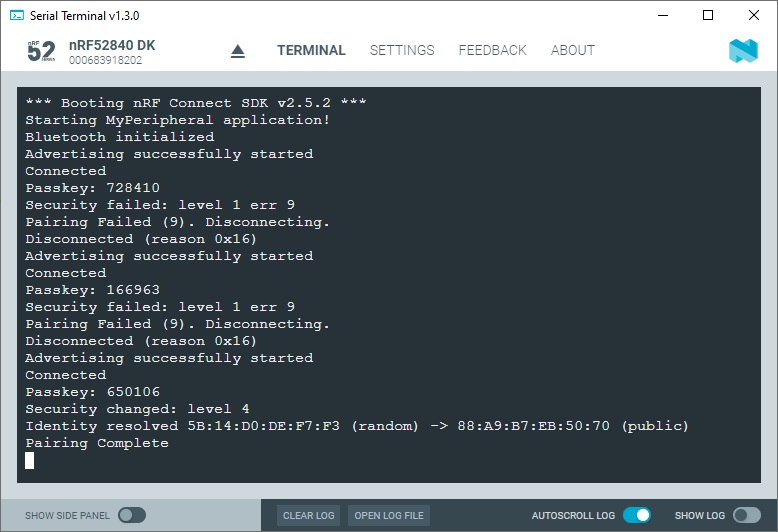 Serial Terminal v1.3.0
nRF
52
SERIES
nRF52840 DK
000683918202
TERMINAL
SETTINGS
FEEDBACK
ABOUT
*** Booting nRF Connect SDK v2.5.2 ***
Starting MyPeripheral application!
Bluetooth initialized
Advertising successfully started
Connected
Passkey: 728410
Security failed: level 1 err 9
Pairing Failed (9). Disconnecting.
Disconnected (reason 0x16)
Advertising successfully started
Connected
Passkey: 166963
Security failed: level 1 err 9
Pairing Failed (9). Disconnecting.
Disconnected (reason 0x16)
Advertising successfully started
Connected
Passkey: 650106
Security changed: level 4
Identity resolved 5B:14:D0:DE:F7:F3 (random) -> 88:A9:B7:EB:50:70 (public)
Pairing Complete
SHOW SIDE PANEL
CLEAR LOG
OPEN LOG FILE
AUTOSCROLL LOG
SHOW LOG